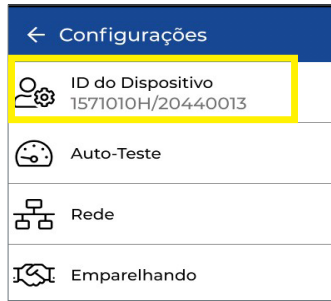 Configurações
ID do Dispositivo
1571010H/20440013
Auto-Teste
Rede
Emparelhando